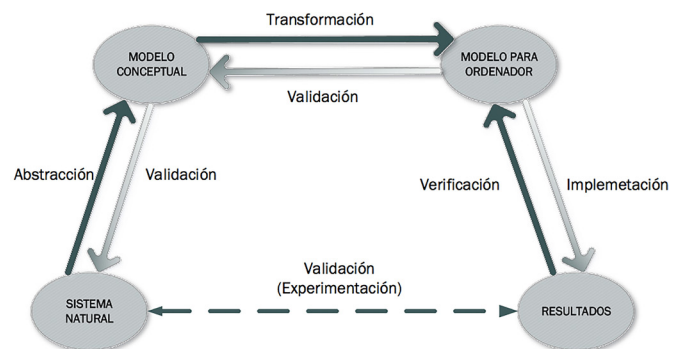 Transformación
MODELO
CONCEPTUAL
MODELO PARA
ORDENADOR
Validación
Abstracción
Validación
Verificación
Implemetación
Validación
(Experimentación)
SISTEMA
NATURAL
RESULTADOS